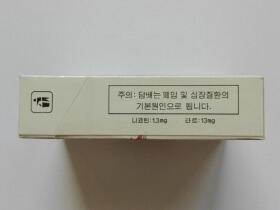 주의: 담배는 페암 및 심장질환의
기본원인으로 됩니다.
니코틴: 1.3mg 타르: 13mg